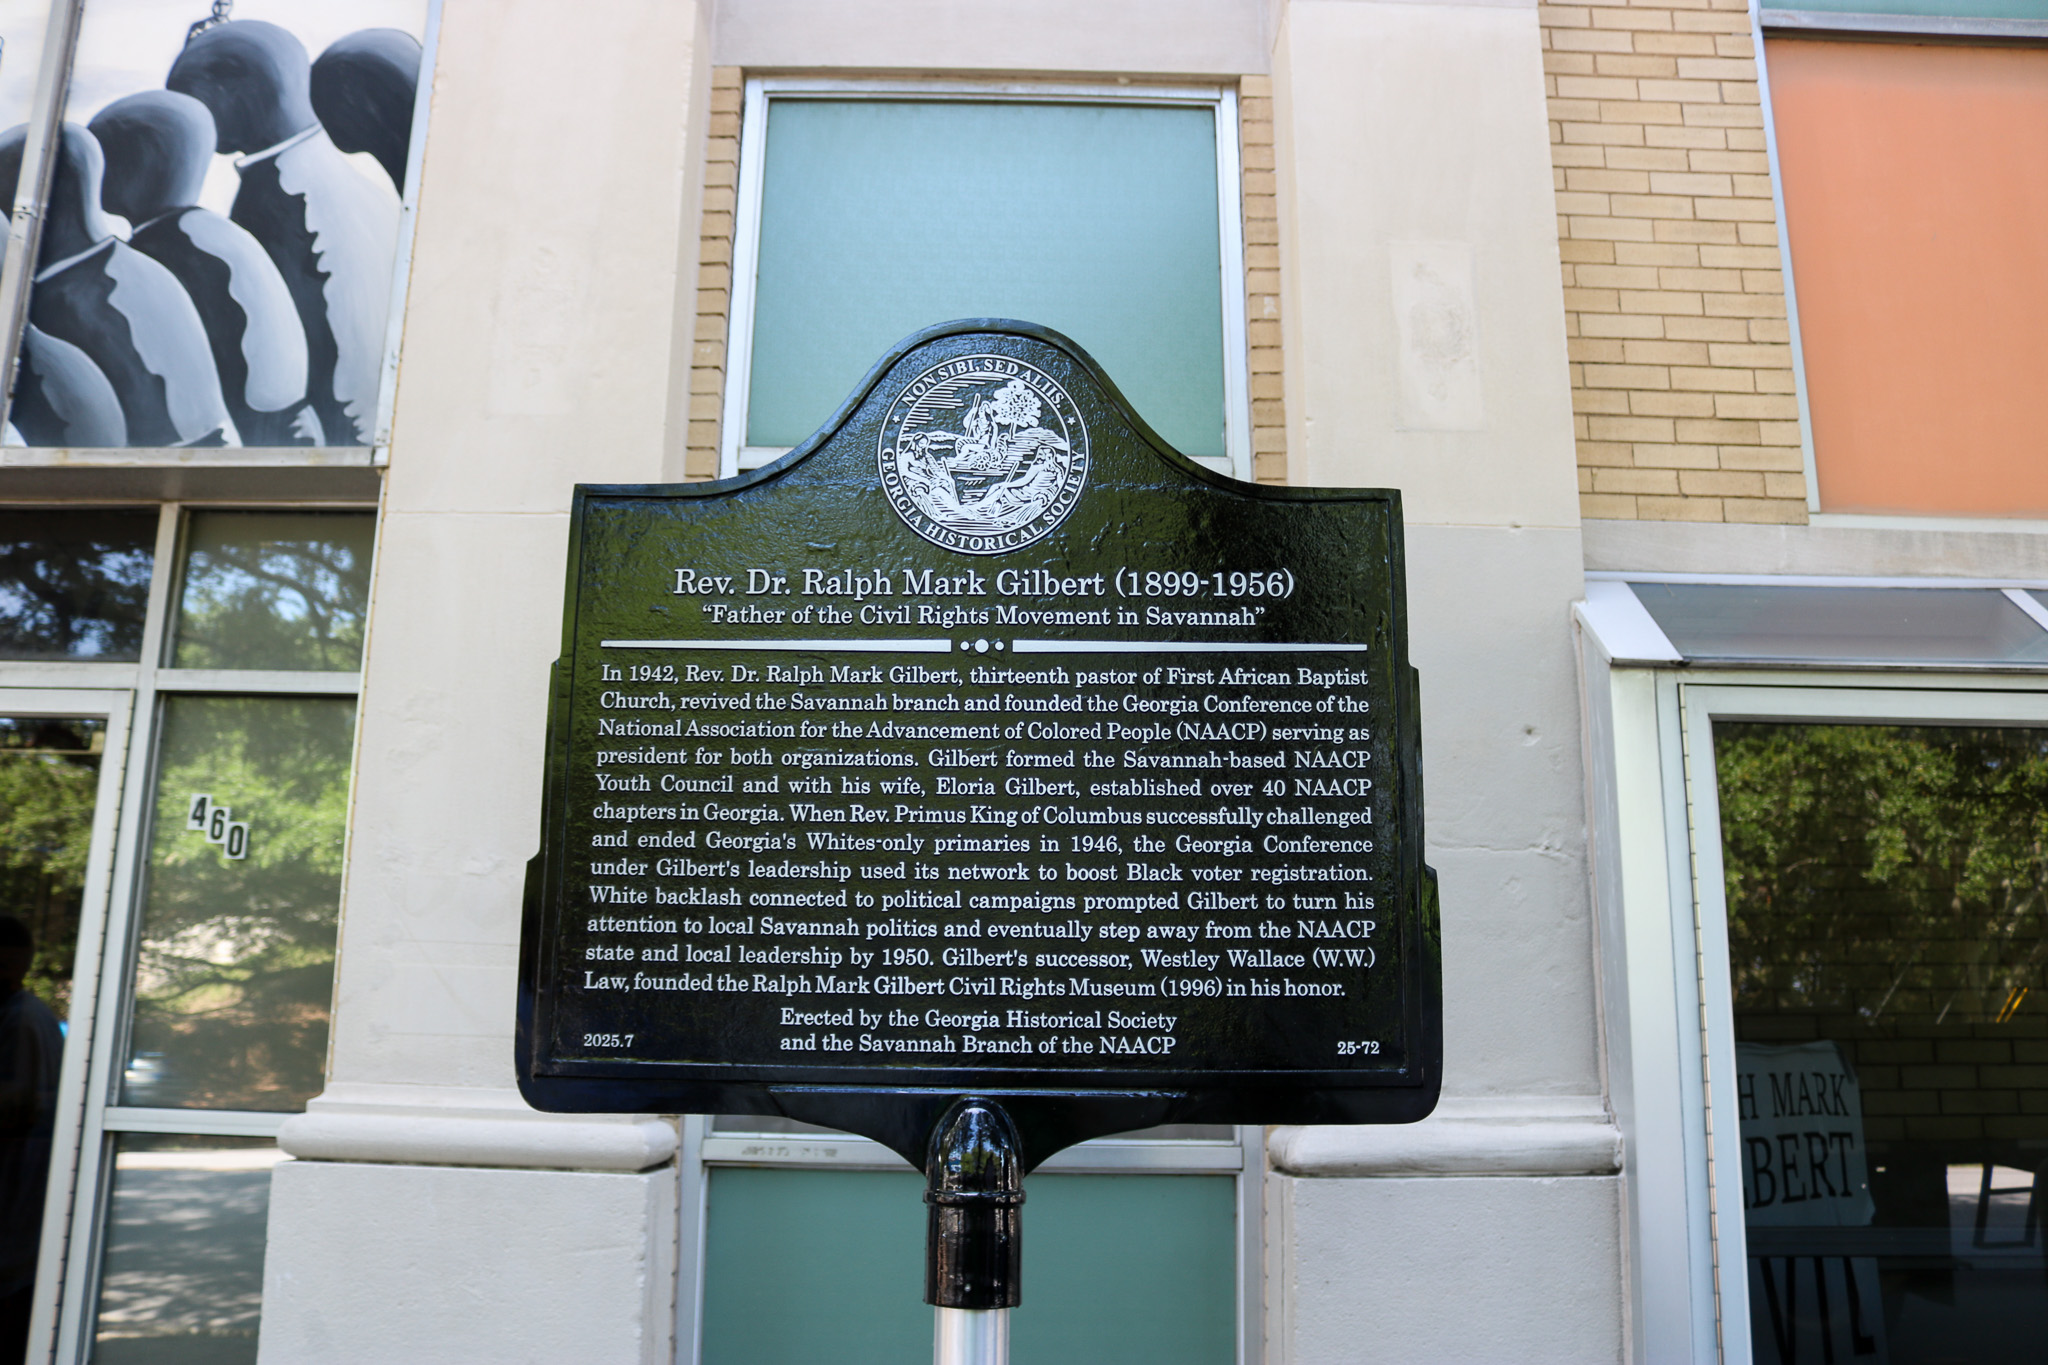 NON SIBI, SED ALIIS.
GEORGIA HISTORICAL SOCIETY
Rev. Dr. Ralph Mark Gilbert (1899-1956)
“Father of the Civil Rights Movement in Savannah”
In 1942, Rev. Dr. Ralph Mark Gilbert, thirteenth pastor of First African Baptist
Church, revived the Savannah branch and founded the Georgia Conference of the
National Association for the Advancement of Colored People (NAACP) serving as
president for both organizations. Gilbert formed the Savannah-based NAACP
Youth Council and with his wife, Eloria Gilbert, established over 40 NAACP
chapters in Georgia. When Rev. Primus King of Columbus successfully challenged
and ended Georgia's Whites-only primaries in 1946, the Georgia Conference
under Gilbert's leadership used its network to boost Black voter registration.
White backlash connected to political campaigns prompted Gilbert to turn his
attention to local Savannah politics and eventually step away from the NAACP
state and local leadership by 1950. Gilbert's successor, Westley Wallace (W.W.)
Law, founded the Ralph Mark Gilbert Civil Rights Museum (1996) in his honor.
Erected by the Georgia Historical Society
and the Savannah Branch of the NAACP
2025.7
25-72
460
H MARK
BERT
VIL